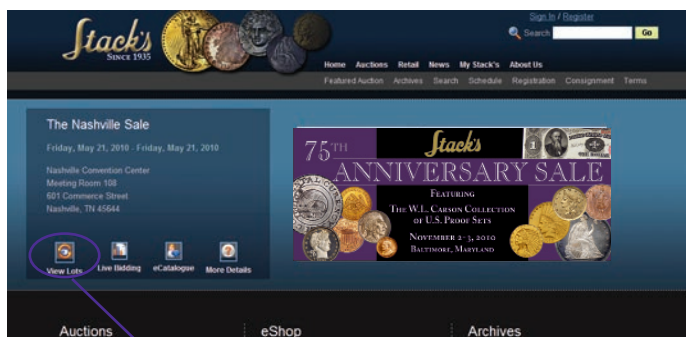 Sign In / Register
Stack's
SINCE 1935
Search
Go
Home Auctions Retail News My Stack's About Us
Featured Auction Archives Search Schedule Registration Consignment Terms
The Nashville Sale
Friday, May 21, 2010 - Friday, May 21, 2010
Nashville Convention Center
Meeting Room 108
601 Commerce Street
Nashville, TN 45644
View Lots Live Bidding eCatalogue More Details
75TH Stack's
ANNIVERSARY SALE
FEATURING
THE W.L. CARSON COLLECTION
OF U.S. PROOF SETS
NOVEMBER 2-3, 2010
BALTIMORE, MARYLAND
Auctions eShop Archives